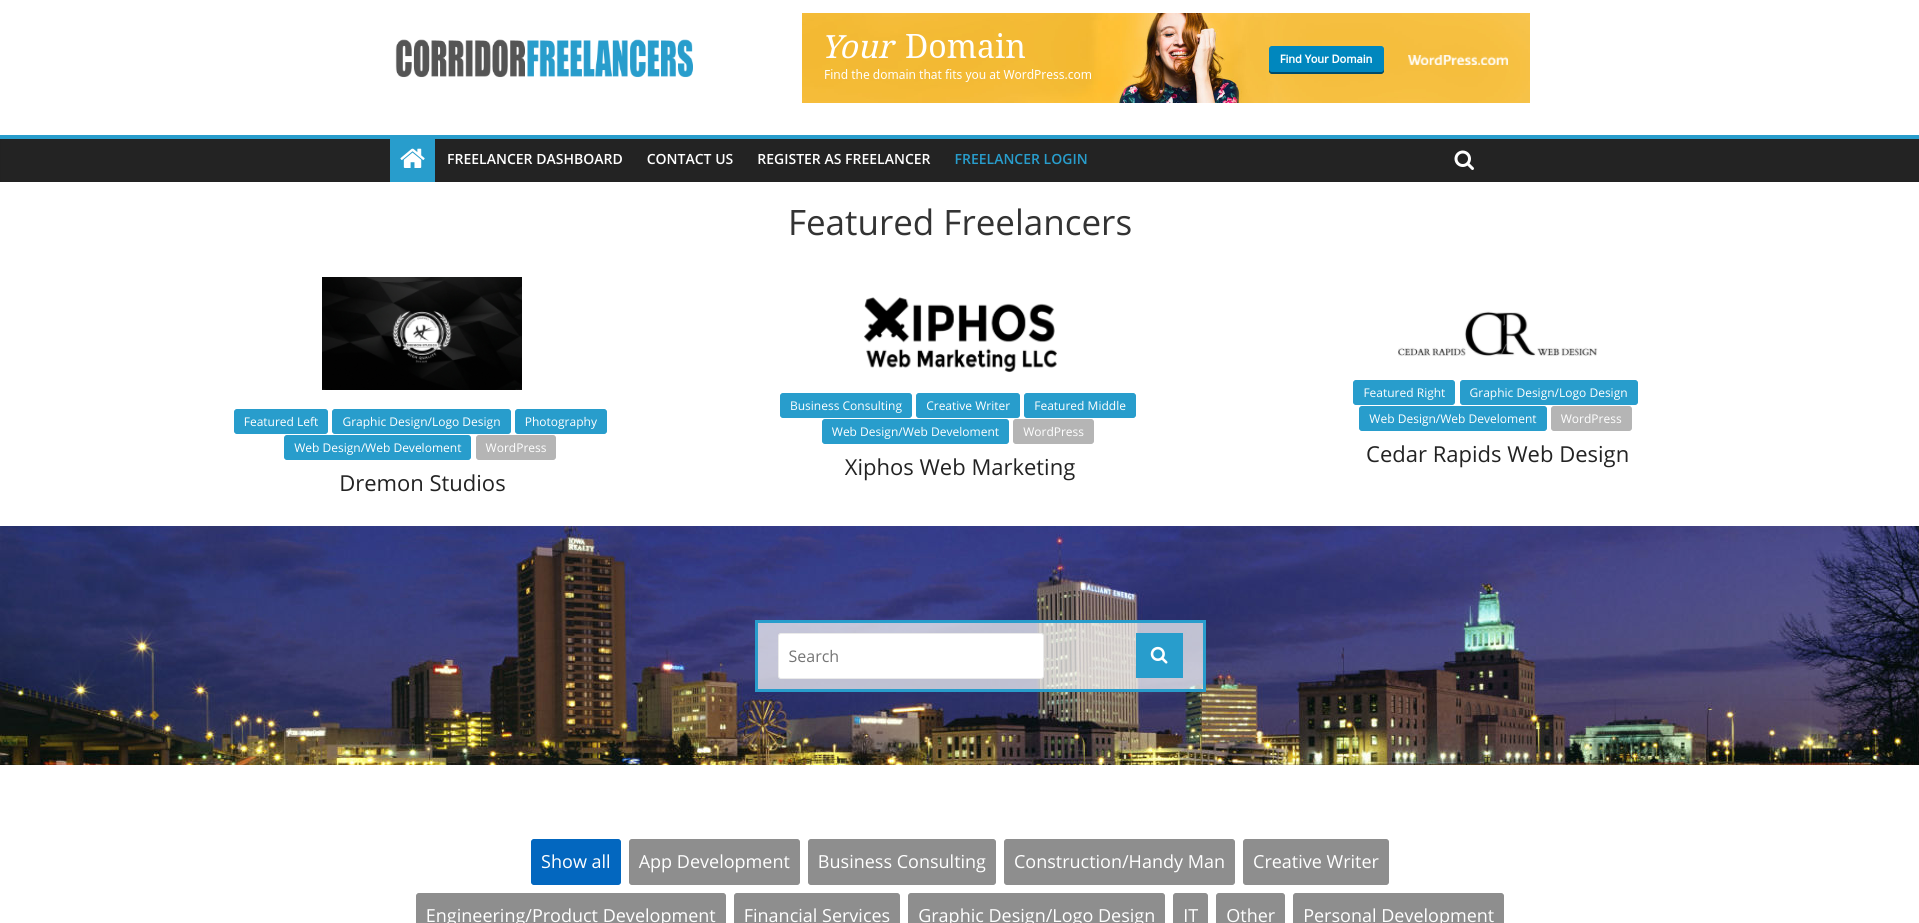 CORRIDORFREELANCERS
Your Domain
Find the domain that fits you at WordPress.com
Find Your Domain
WordPress.com
FREELANCER DASHBOARD
CONTACT US
REGISTER AS FREELANCER
FREELANCER LOGIN
Featured Freelancers
Featured Left
Graphic Design/Logo Design
Photography
Web Design/Web Develoment
WordPress
Dremon Studios
XIPHOS
Web Marketing LLC
Business Consulting
Creative Writer
Featured Middle
Web Design/Web Develoment
WordPress
Xiphos Web Marketing
CEDAR RAPIDS CR WEB DESIGN
Featured Right
Graphic Design/Logo Design
Web Design/Web Develoment
WordPress
Cedar Rapids Web Design
IOWA
REALTY
ALLIANT ENERGY
Search
Show all
App Development
Business Consulting
Construction/Handy Man
Creative Writer
Engineering/Product Development
Financial Services
Graphic Design/Logo Design
IT
Other
Personal Development